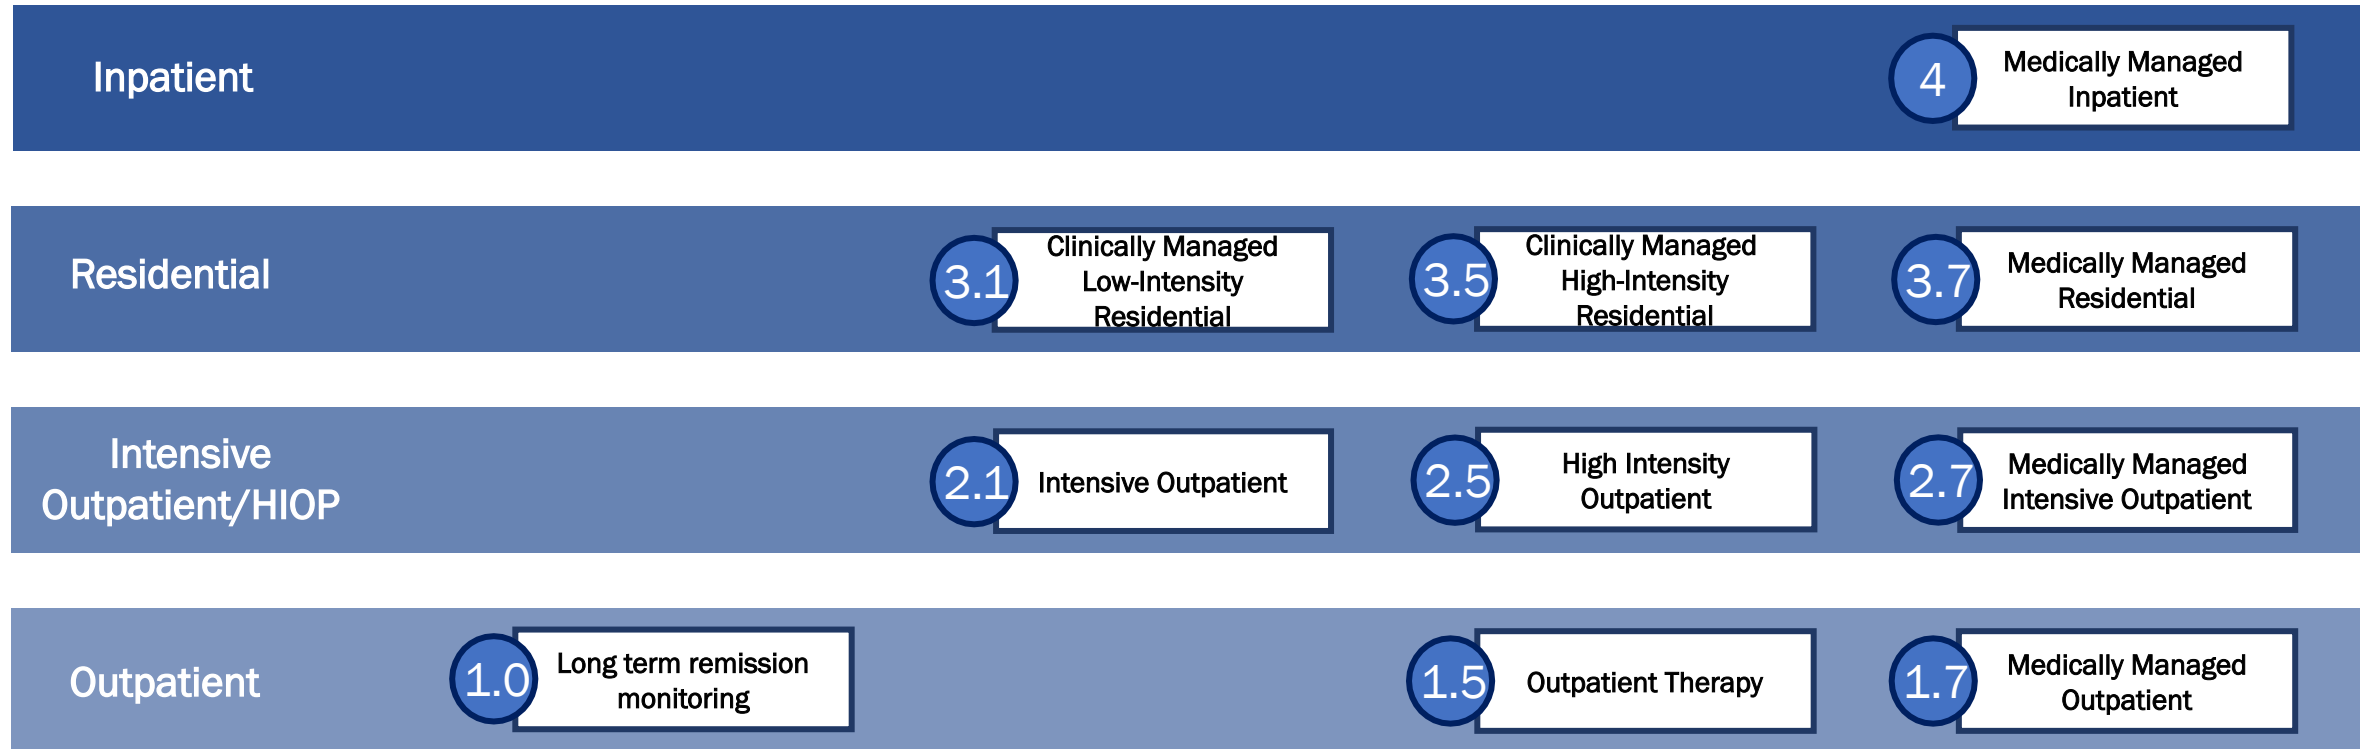 Inpatient
4
Medically Managed
Inpatient
Residential
3.1
Clinically Managed
Low-Intensity
Residential
3.5
Clinically Managed
High-Intensity
Residential
3.7
Medically Managed
Residential
Intensive
Outpatient/HIOP
2.1
Intensive Outpatient
2.5
High Intensity
Outpatient
2.7
Medically Managed
Intensive Outpatient
Outpatient
1.0
Long term remission
monitoring
1.5
Outpatient Therapy
1.7
Medically Managed
Outpatient